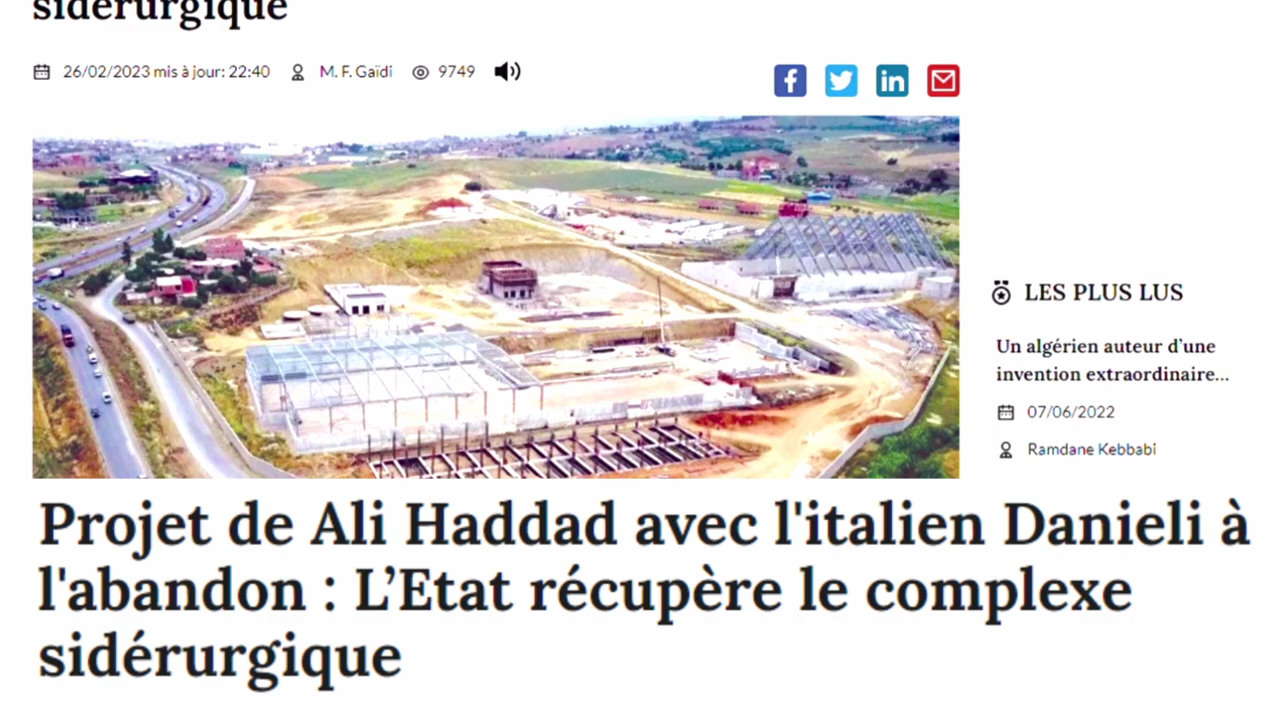 sidérurgique
26/02/2023 mis à jour: 22:40 M. F. Gaïdi 9749
LES PLUS LUS
Un algérien auteur d’une
invention extraordinaire...
07/06/2022
Ramdane Kebbabi
Projet de Ali Haddad avec l'italien Danieli à
l'abandon : L’Etat récupère le complexe
sidérurgique